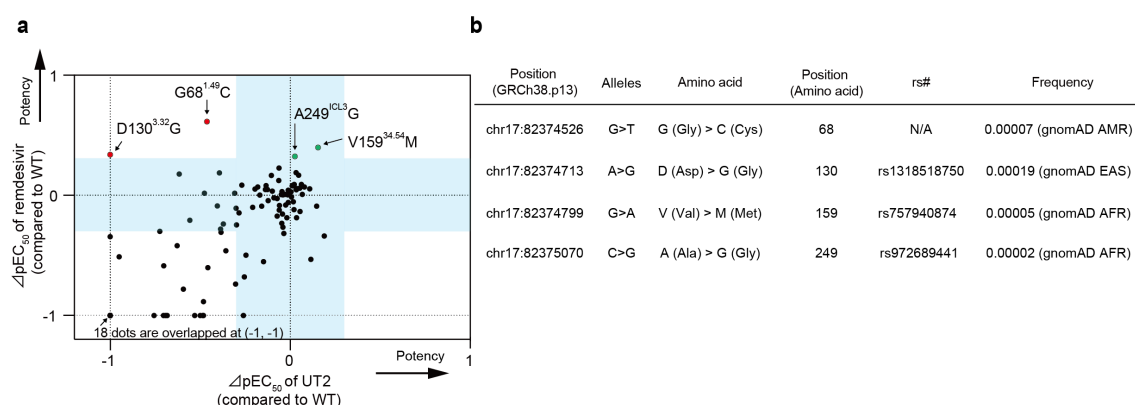 a
1
0
-1
Potency
⊿pEC50 of remdesivir
(compared to WT)
G68^1.49C
D130^3.32G
A249^ICL3G
V159^34.54M
18 dots are overlapped at (-1, -1)
-1
0
1
Potency
⊿pEC50 of UT2
(compared to WT)
b
Position (GRCh38.p13) Alleles Amino acid Position (Amino acid) rs# Frequency
chr17:82374526 G>T G (Gly) > C (Cys) 68 N/A 0.00007 (gnomAD AMR)
chr17:82374713 A>G D (Asp) > G (Gly) 130 rs1318518750 0.00019 (gnomAD EAS)
chr17:82374799 G>A V (Val) > M (Met) 159 rs757940874 0.00005 (gnomAD AFR)
chr17:82375070 C>G A (Ala) > G (Gly) 249 rs972689441 0.00002 (gnomAD AFR)